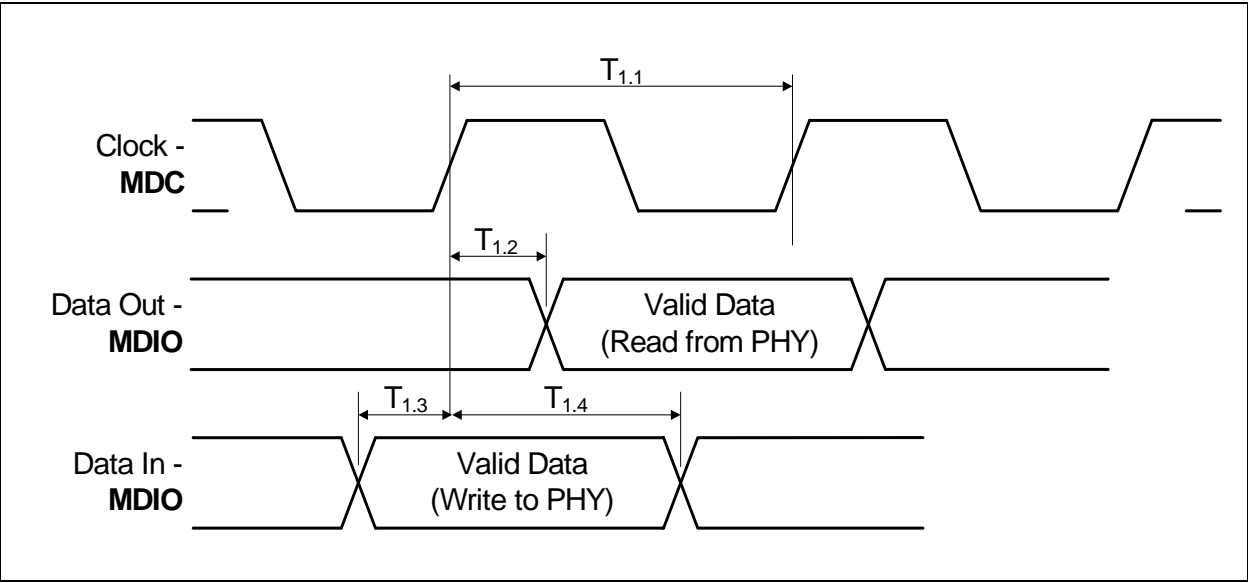 T1.1
Clock -
MDC
T1.2
Data Out -
MDIO
Valid Data
(Read from PHY)
T1.3
T1.4
Data In -
MDIO
Valid Data
(Write to PHY)